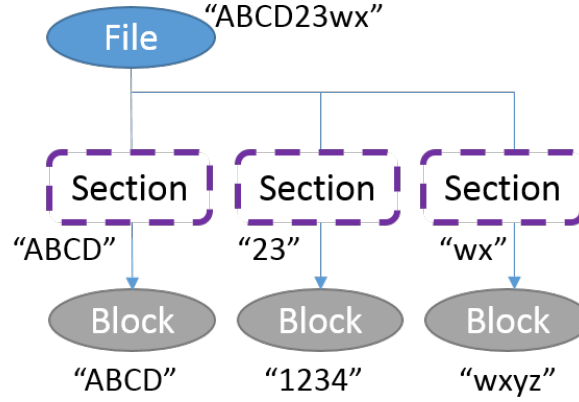 “ABCD23wx”
File
Section
Section
Section
“ABCD”
“23”
“wx”
Block
Block
Block
“ABCD”
“1234”
“wxyz”